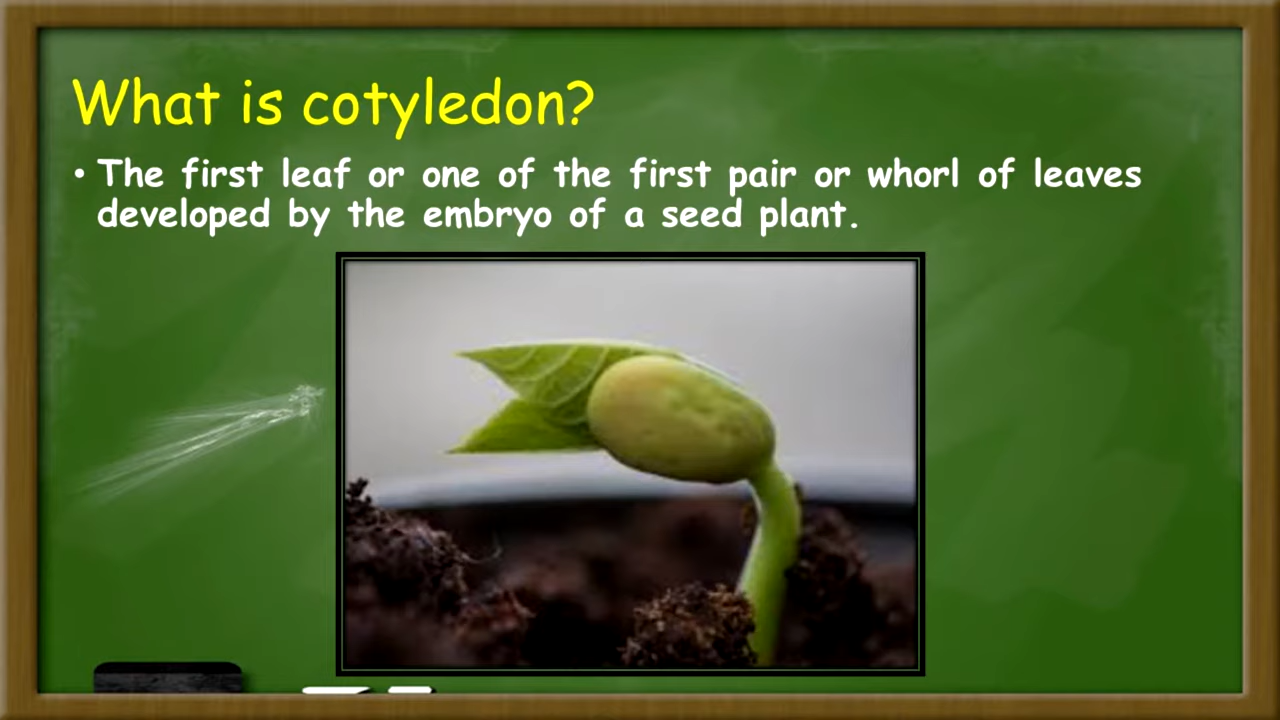 What is cotyledon?
• The first leaf or one of the first pair or whorl of leaves
developed by the embryo of a seed plant.